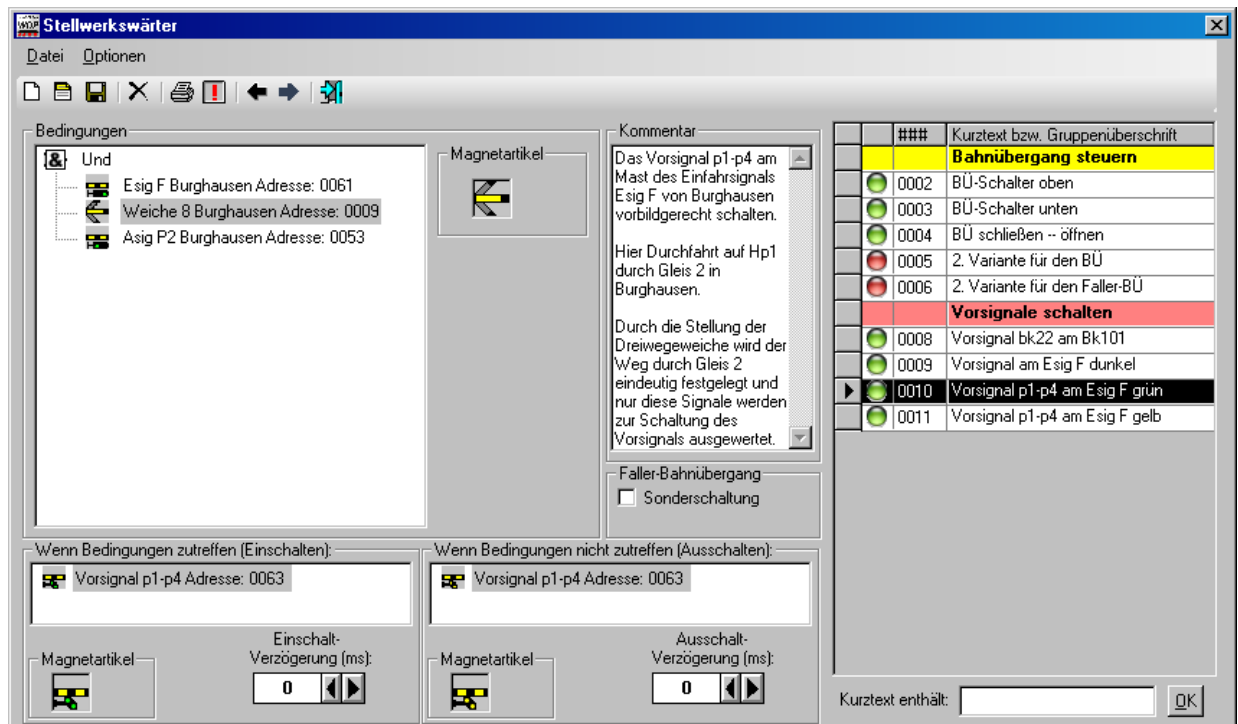 Stellwerkswärter
Datei Optionen
Bedingungen
Und
Esig F Burghausen Adresse: 0061
Weiche 8 Burghausen Adresse: 0009
Asig P2 Burghausen Adresse: 0053
Magnetartikel
Kommentar
Das Vorsignal p1-p4 am
Mast des Einfahrsignals
Esig F von Burghausen
vorbildgerecht schalten.
Hier Durchfahrt auf Hp1
durch Gleis 2 in
Burghausen.
Durch die Stellung der
Dreiwegeweiche wird der
Weg durch Gleis 2
eindeutig festgelegt und
nur diese Signale werden
zur Schaltung des
Vorsignals ausgewertet.
Faller-Bahnübergang
Sonderschaltung
### Kurztext bzw. Gruppenüberschrift
Bahnübergang steuern
0002 BÜ-Schalter oben
0003 BÜ-Schalter unten
0004 BÜ schließen -- öffnen
0005 2. Variante für den BÜ
0006 2. Variante für den Faller-BÜ
Vorsignale schalten
0008 Vorsignal bk22 am Bk101
0009 Vorsignal am Esig F dunkel
0010 Vorsignal p1-p4 am Esig F grün
0011 Vorsignal p1-p4 am Esig F gelb
Wenn Bedingungen zutreffen (Einschalten):
Vorsignal p1-p4 Adresse: 0063
Magnetartikel
Einschalt-
Verzögerung (ms):
0
Wenn Bedingungen nicht zutreffen (Ausschalten):
Vorsignal p1-p4 Adresse: 0063
Magnetartikel
Ausschalt-
Verzögerung (ms):
0
Kurztext enthält:
OK